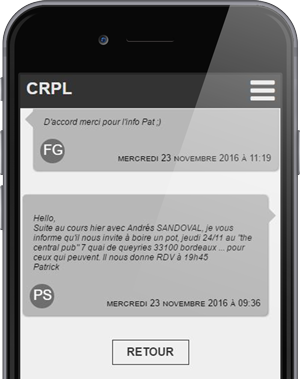 CRPL
D'accord merci pour l'info Pat ;)
FG
MERCREDI 23 NOVEMBRE 2016 À 11:19
Hello,
Suite au cours hier avec Andrés SANDOVAL, je vous
informe qu'il nous invite à boire un pot, jeudi 24/11 au "the
central pub" 7 quai de queyries 33100 bordeaux ... pour
ceux qui peuvent. Il nous donne RDV à 19h45
Patrick
PS
MERCREDI 23 NOVEMBRE 2016 À 09:36
RETOUR